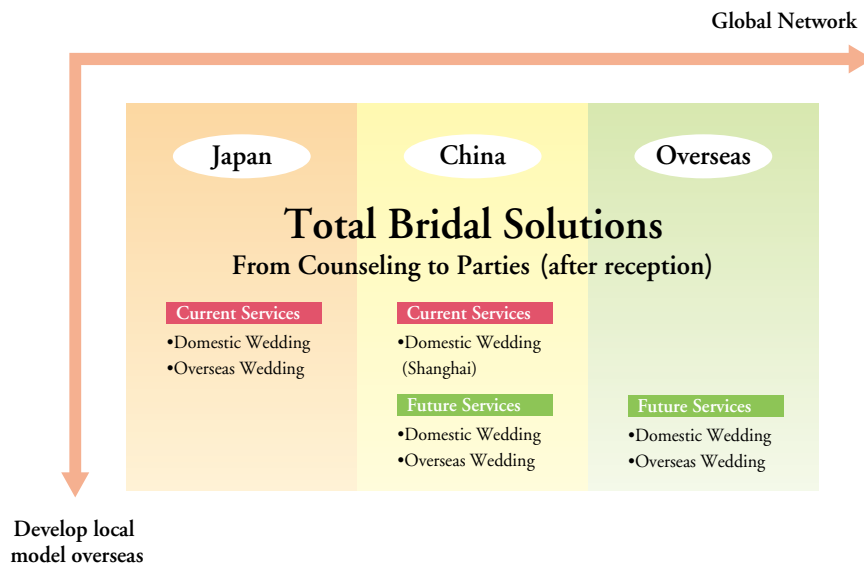 Global Network
Japan
China
Overseas
Total Bridal Solutions
From Counseling to Parties (after reception)
Current Services
•Domestic Wedding
•Overseas Wedding
Current Services
•Domestic Wedding
(Shanghai)
Future Services
•Domestic Wedding
•Overseas Wedding
Future Services
•Domestic Wedding
•Overseas Wedding
Develop local
model overseas